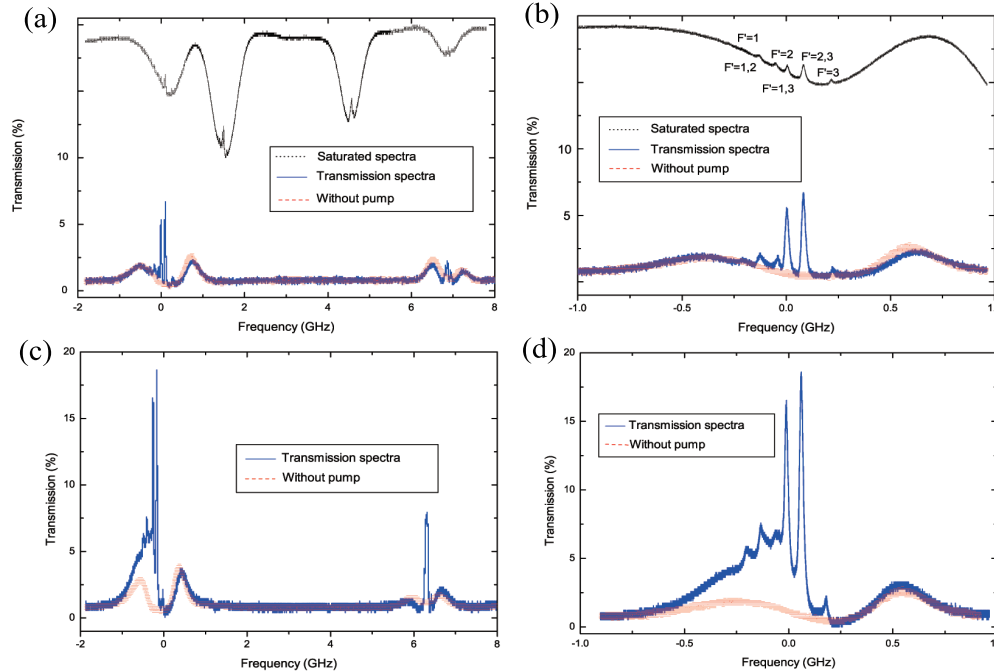 (a)
Transmission (%)
10
5
0
Saturated spectra
Transmission spectra
Without pump
-2
0
2
4
6
8
Frequency (GHz)
(b)
Transmission (%)
10
5
0
F'=1
F'=2
F'=2,3
F'=1,2
F'=1,3
F'=3
Saturated spectra
Transmission spectra
Without pump
-1.0
-0.5
0.0
0.5
1
Frequency (GHz)
(c)
Transmission (%)
20
15
10
5
0
Transmission spectra
Without pump
-2
0
2
4
6
8
Frequency (GHz)
(d)
Transmission (%)
20
15
10
5
0
Transmission spectra
Without pump
-1.0
-0.5
0.0
0.5
1
Frequency (GHz)